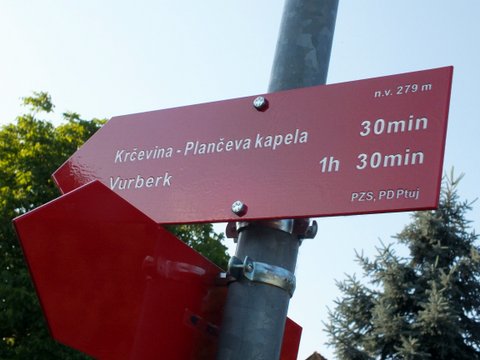 n.v. 279 m
Krčevina - Plančeva kapela 30min
Vurberk 1h 30min
PZS, PD Ptuj